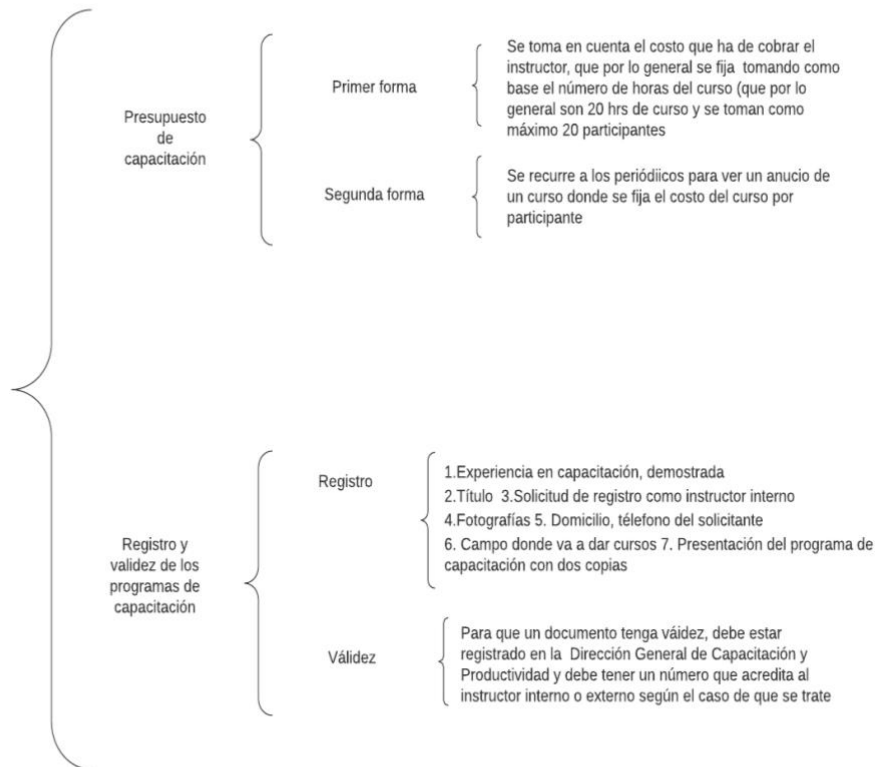 Presupuesto
de
capacitación
Primer forma
Se toma en cuenta el costo que ha de cobrar el
instructor, que por lo general se fija tomando como
base el número de horas del curso (que por lo
general son 20 hrs de curso y se toman como
máximo 20 participantes
Segunda forma
Se recurre a los periódiicos para ver un anucio de
un curso donde se fija el costo del curso por
participante
Registro y
validez de los
programas de
capacitación
Registro
1.Experiencia en capacitación, demostrada
2.Título 3.Solicitud de registro como instructor interno
4.Fotografías 5. Domicilio, télefono del solicitante
6. Campo donde va a dar cursos 7. Presentación del programa de
capacitación con dos copias
Válidez
Para que un documento tenga váidez, debe estar
registrado en la Dirección General de Capacitación y
Productividad y debe tener un número que acredita al
instructor interno o externo según el caso de que se trate